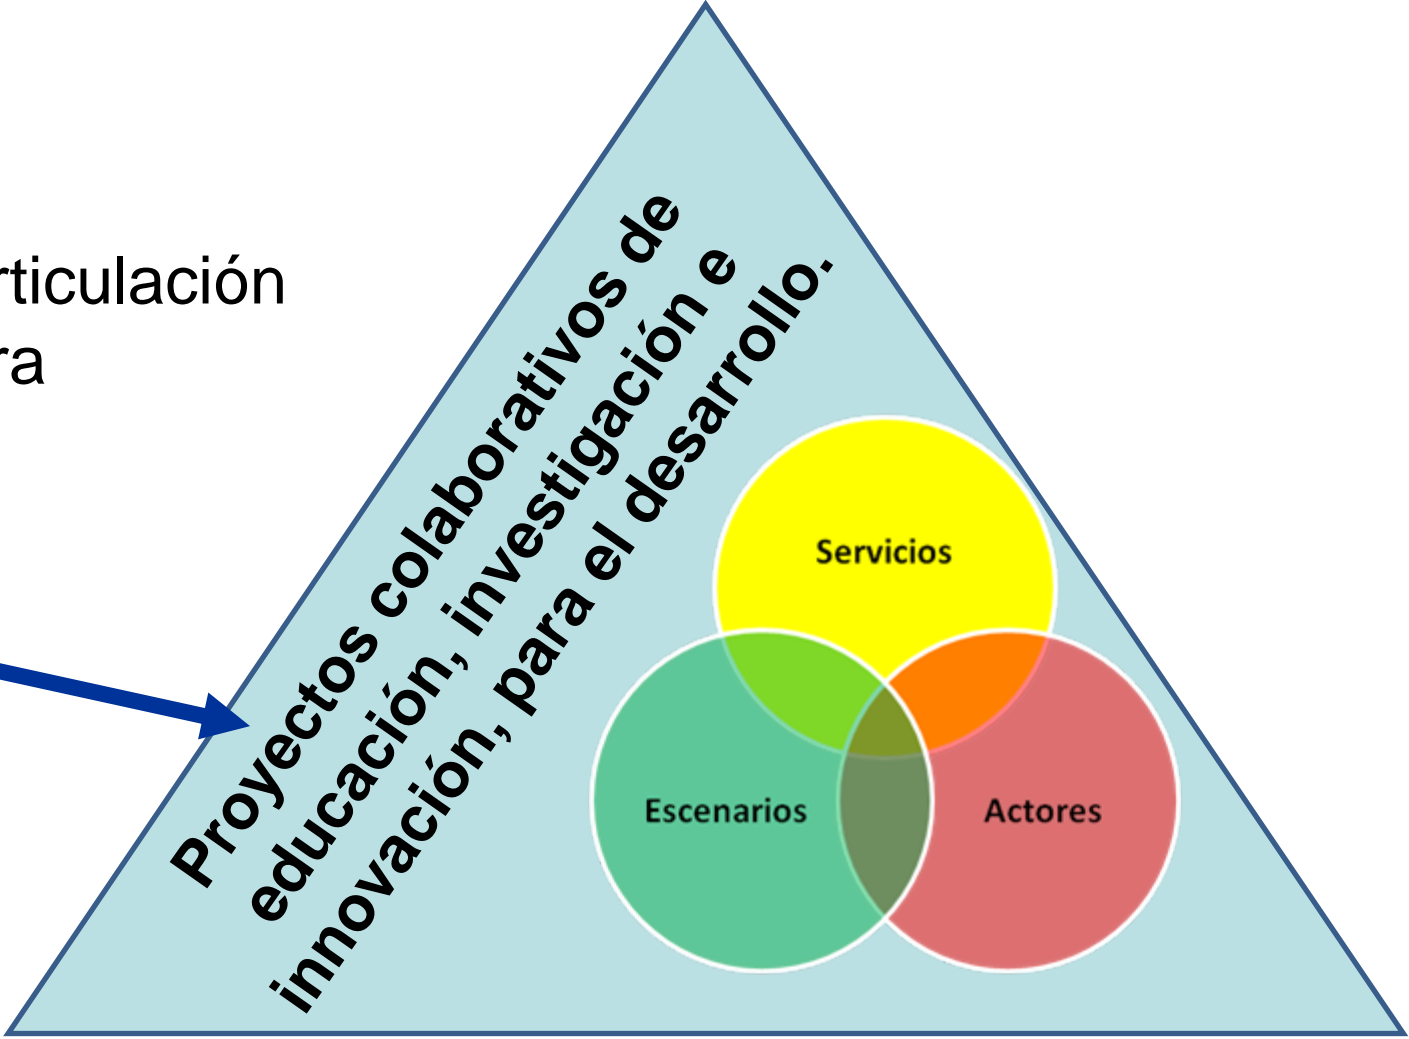 rticulación
ra
Proyectos colaborativos de
educación, investigación e
innovación, para el desarrollo.
Servicios
Escenarios
Actores